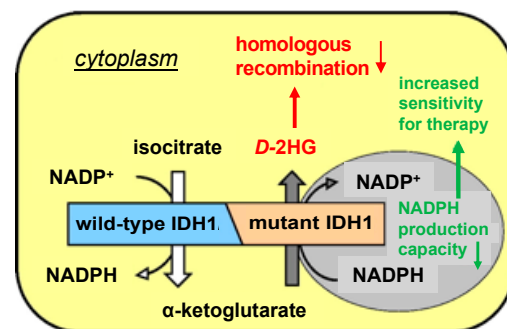 cytoplasm
homologous
recombination
increased
sensitivity
for therapy
isocitrate
D-2HG
NADP+
NADP+
wild-type IDH1
mutant IDH1
NADPH
production
capacity
NADPH
NADPH
α-ketoglutarate